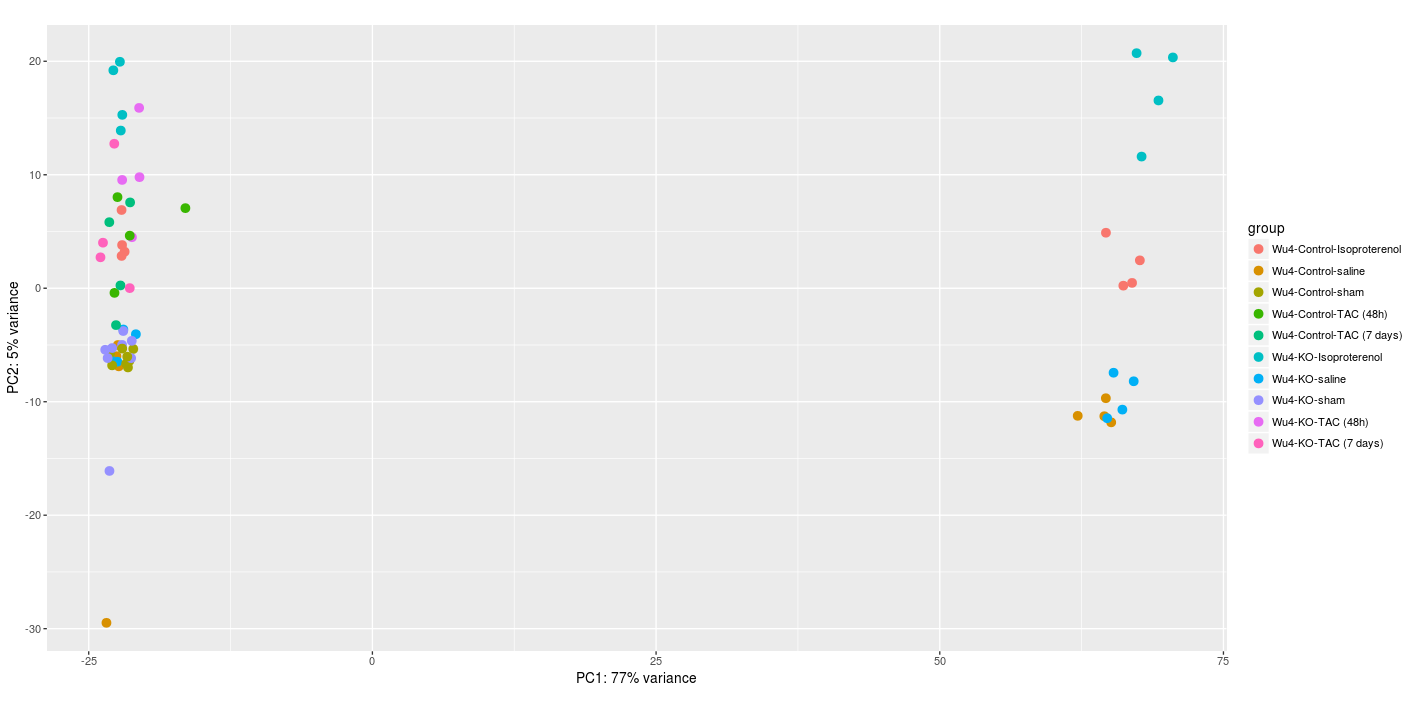 20
10
0
-10
-20
-30
PC2: 5% variance
-25
0
25
50
75
PC1: 77% variance
group
Wu4-Control-Isoproterenol
Wu4-Control-saline
Wu4-Control-sham
Wu4-Control-TAC (48h)
Wu4-Control-TAC (7 days)
Wu4-KO-Isoproterenol
Wu4-KO-saline
Wu4-KO-sham
Wu4-KO-TAC (48h)
Wu4-KO-TAC (7 days)